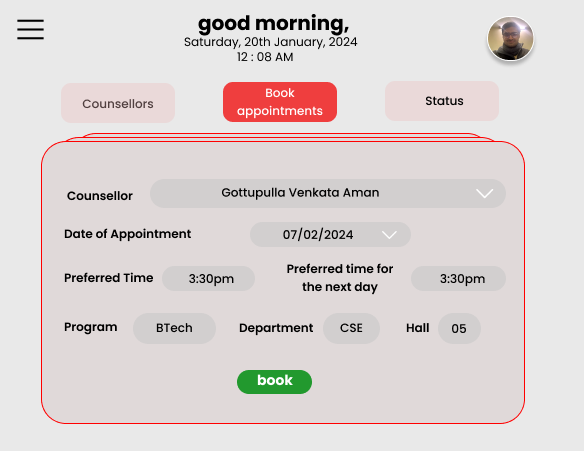 good morning,
Saturday, 20th January, 2024
12 : 08 AM
Counsellors
Book
appointments
Status
Counsellor Gottupulla Venkata Aman
Date of Appointment 07/02/2024
Preferred Time 3:30pm
Preferred time for
the next day
3:30pm
Program BTech Department CSE Hall 05
book